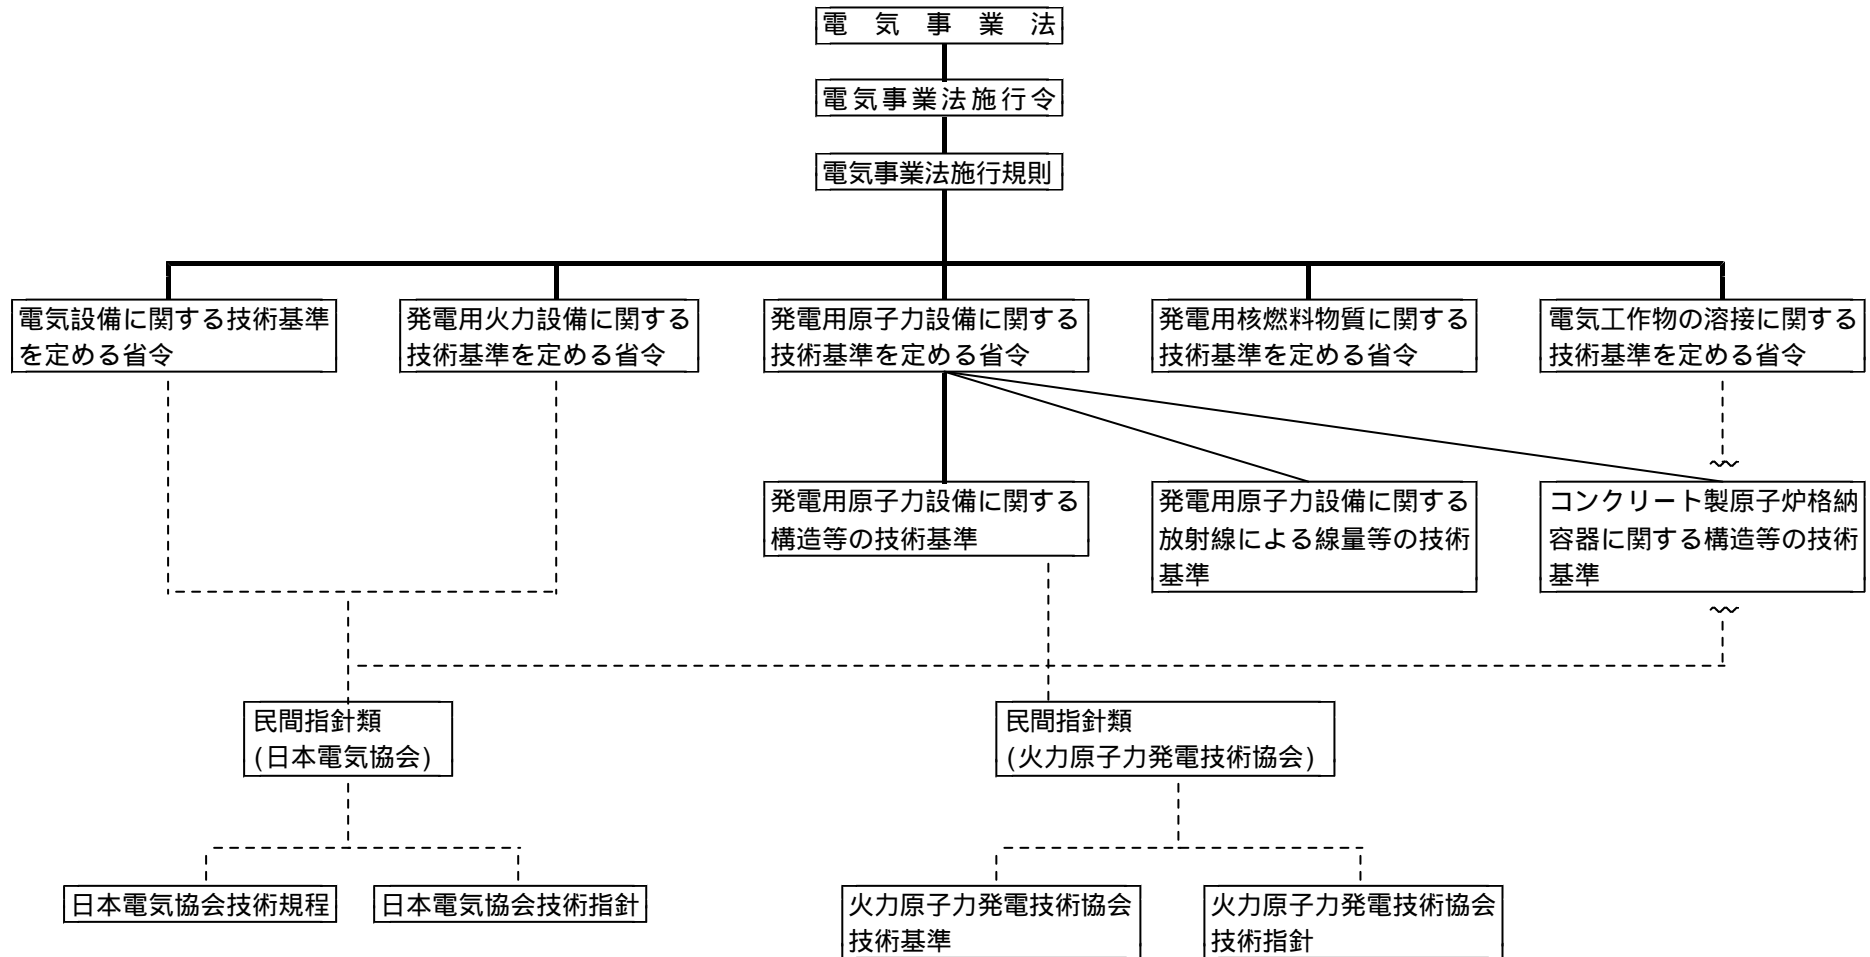 電気事業法
電気事業法施行令
電気事業法施行規則
電気設備に関する技術基準
を定める省令
発電用火力設備に関する
技術基準を定める省令
発電用原子力設備に関する
技術基準を定める省令
発電用核燃料物質に関する
技術基準を定める省令
電気工作物の溶接に関する
技術基準を定める省令
発電用原子力設備に関する
構造等の技術基準
発電用原子力設備に関する
放射線による線量等の技術
基準
コンクリート製原子炉格納
容器に関する構造等の技術
基準
民間指針類
(日本電気協会)
民間指針類
(火力原子力発電技術協会)
日本電気協会技術規程
日本電気協会技術指針
火力原子力発電技術協会
技術基準
火力原子力発電技術協会
技術指針